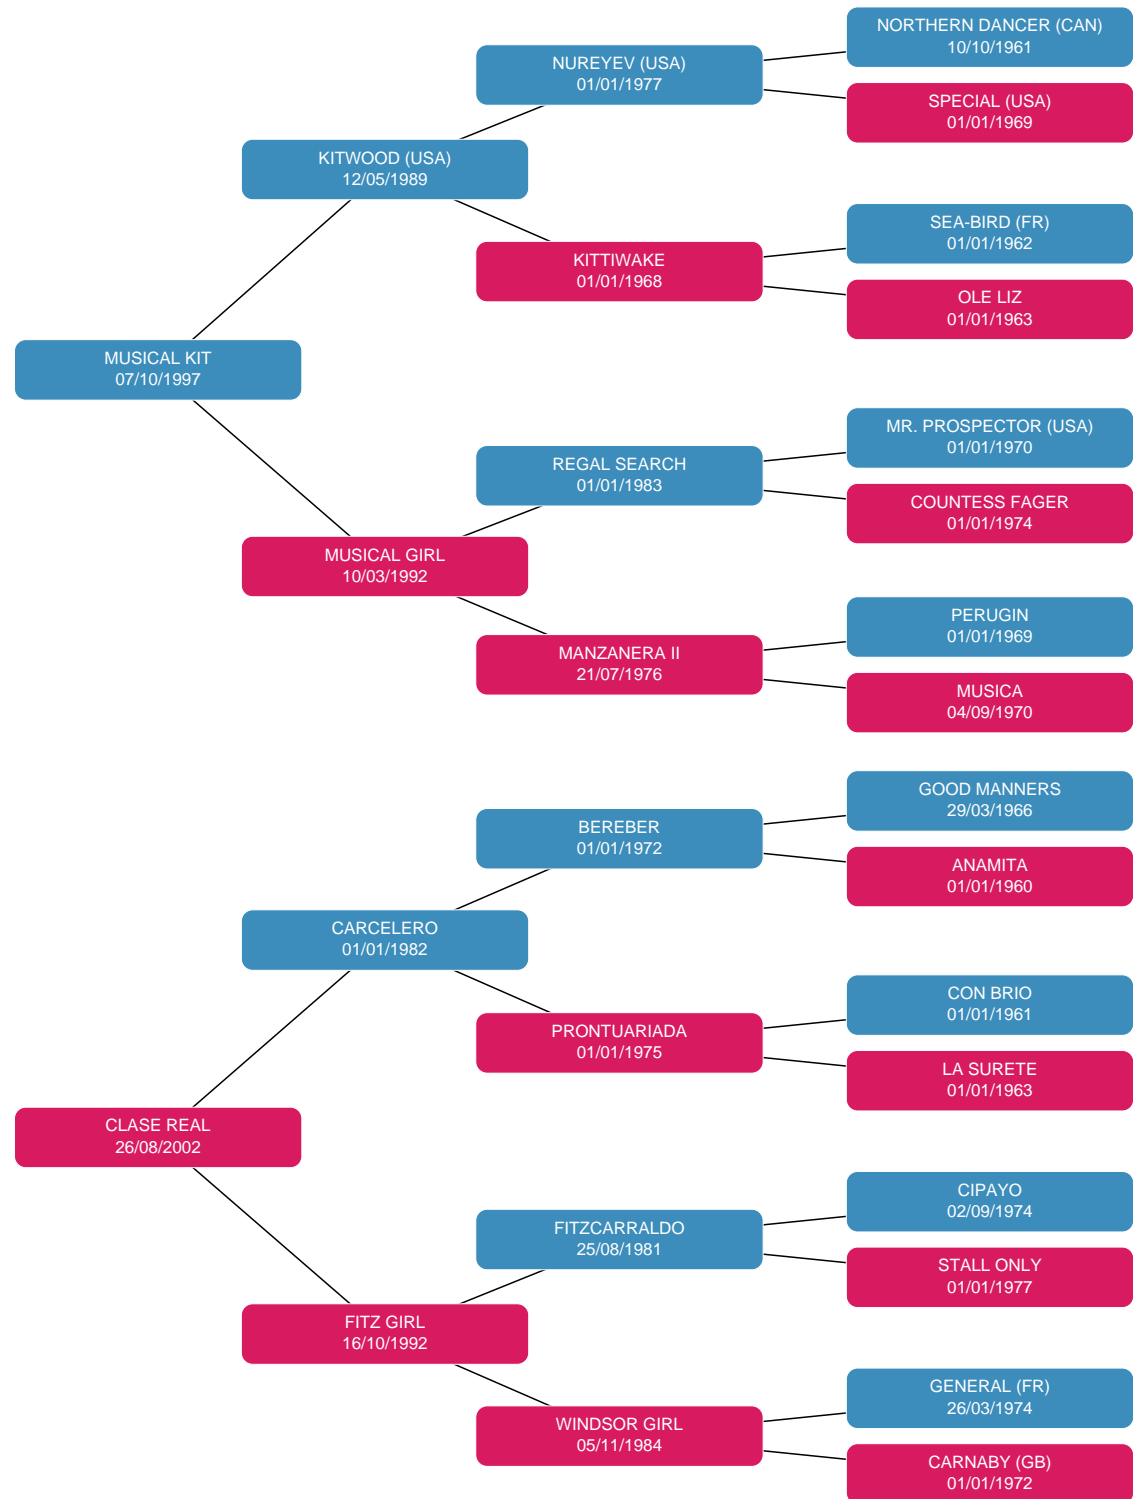 NORTHERN DANCER (CAN)
10/10/1961
NUREYEV (USA)
01/01/1977
SPECIAL (USA)
01/01/1969
KITWOOD (USA)
12/05/1989
SEA-BIRD (FR)
01/01/1962
KITTIWAKE
01/01/1968
OLE LIZ
01/01/1963
MUSICAL KIT
07/10/1997
MR. PROSPECTOR (USA)
01/01/1970
REGAL SEARCH
01/01/1983
COUNTESS FAGER
01/01/1974
MUSICAL GIRL
10/03/1992
PERUGIN
01/01/1969
MANZANERA II
21/07/1976
MUSICA
04/09/1970
GOOD MANNERS
29/03/1966
BEREBER
01/01/1972
ANAMITA
01/01/1960
CARCELERO
01/01/1982
CON BRIO
01/01/1961
PRONTUARIADA
01/01/1975
LA SURETE
01/01/1963
CLASE REAL
26/08/2002
CIPAYO
02/09/1974
FITZCARRALDO
25/08/1981
STALL ONLY
01/01/1977
FITZ GIRL
16/10/1992
GENERAL (FR)
26/03/1974
WINDSOR GIRL
05/11/1984
CARNABY (GB)
01/01/1972